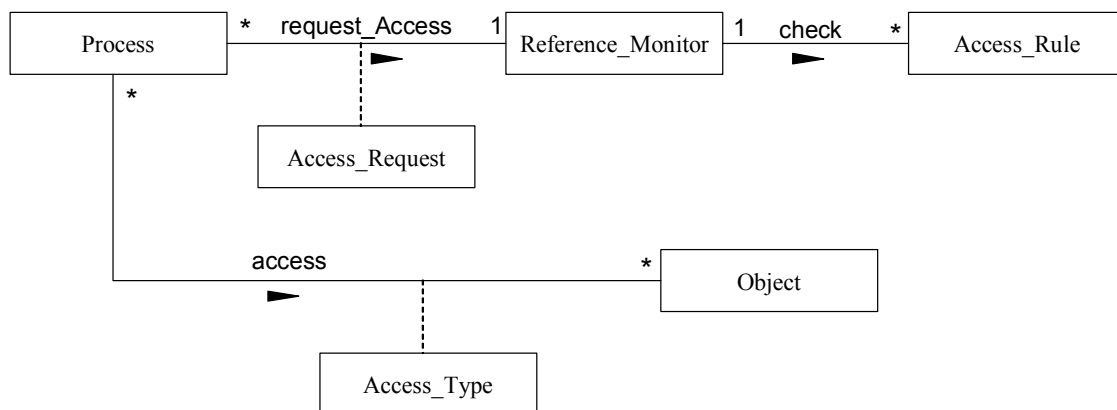 * request_Access 1
1 check *
Process
Reference_Monitor
Access_Rule
*
Access_Request
access
*
Object
Access_Type